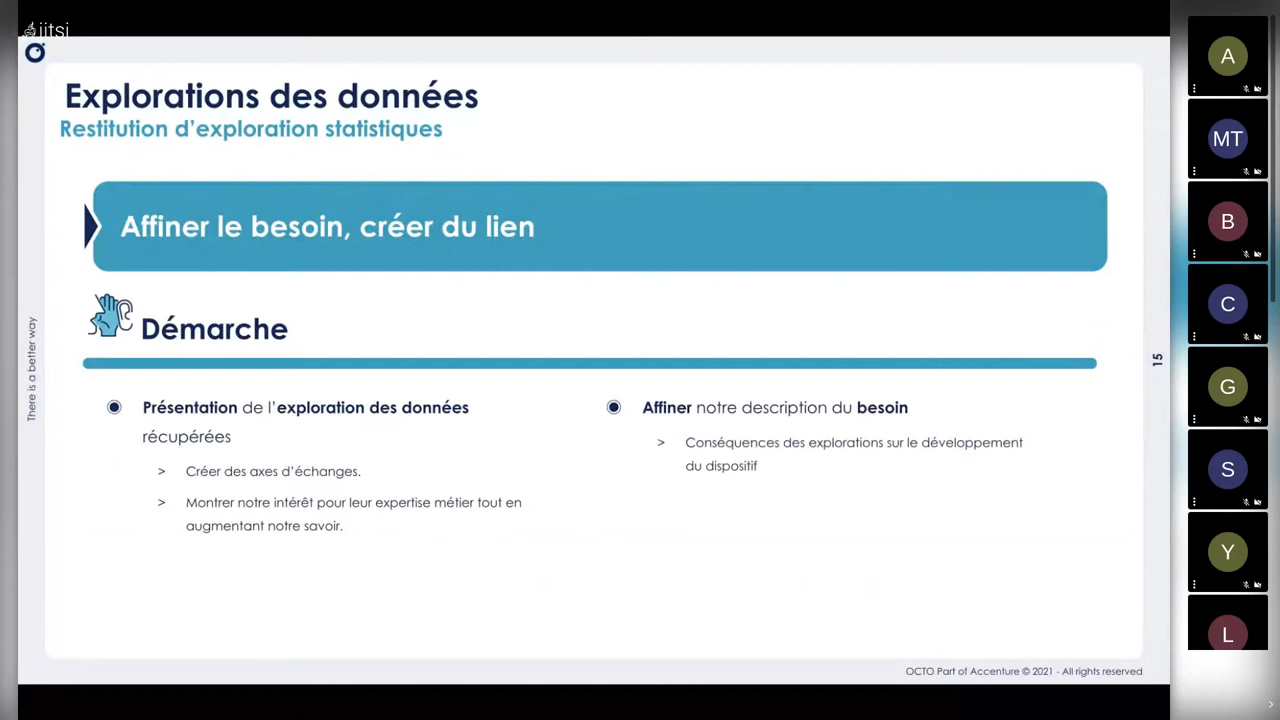 jitsi
Explorations des données
Restitution d’exploration statistiques
Affiner le besoin, créer du lien
Démarche
Présentation de l’exploration des données
récupérées
> Créer des axes d’échanges.
> Montrer notre intérêt pour leur expertise métier tout en
augmentant notre savoir.
Affiner notre description du besoin
> Conséquences des explorations sur le développement
du dispositif
There is a better way
15
OCTO Part of Accenture © 2021 - All rights reserved
A
MT
B
C
G
S
Y
L